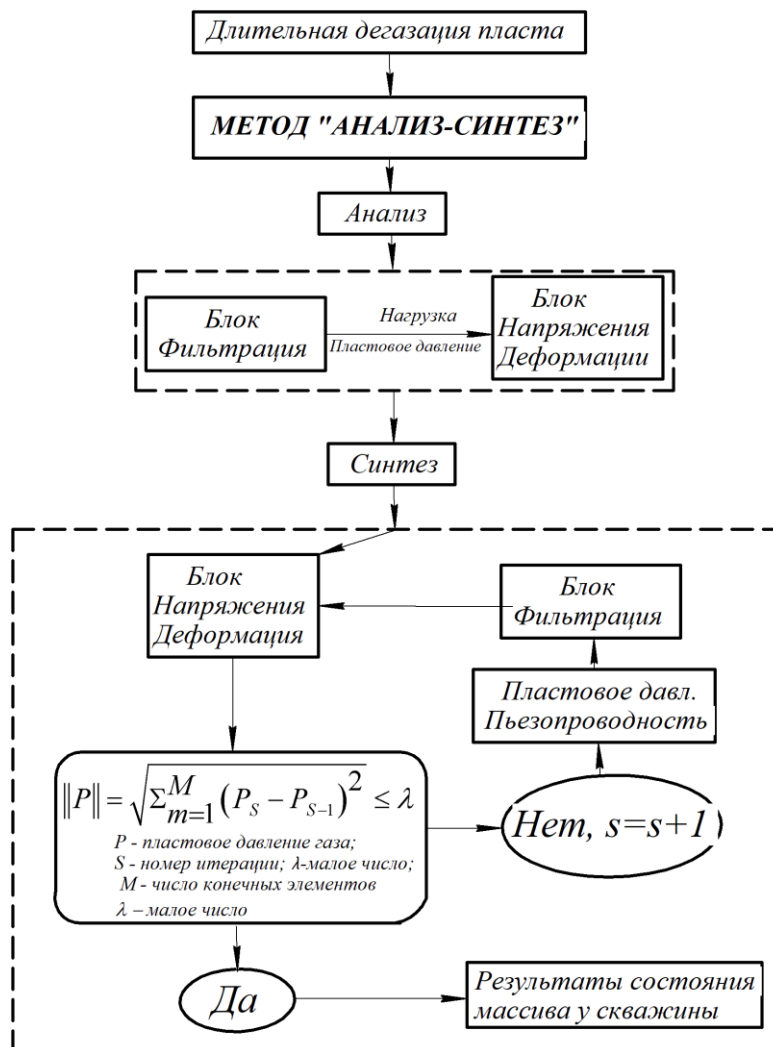 Длительная дегазация пласта
МЕТОД "АНАЛИЗ-СИНТЕЗ"
Анализ
Блок
Фильтрация
Нагрузка
Пластовое давление
Блок
Напряжения
Деформации
Синтез
Блок
Напряжения
Деформация
Блок
Фильтрация
Пластовое давл.
Пьезопроводность
||P|| = √(Σ_{m=1}^{M} (P_S − P_{S−1})²) ≤ λ
P - пластовое давление газа;
S - номер итерации; λ-малое число;
M - число конечных элементов
λ – малое число
Нет, s=s+1
Да
Результаты состояния
массива у скважины